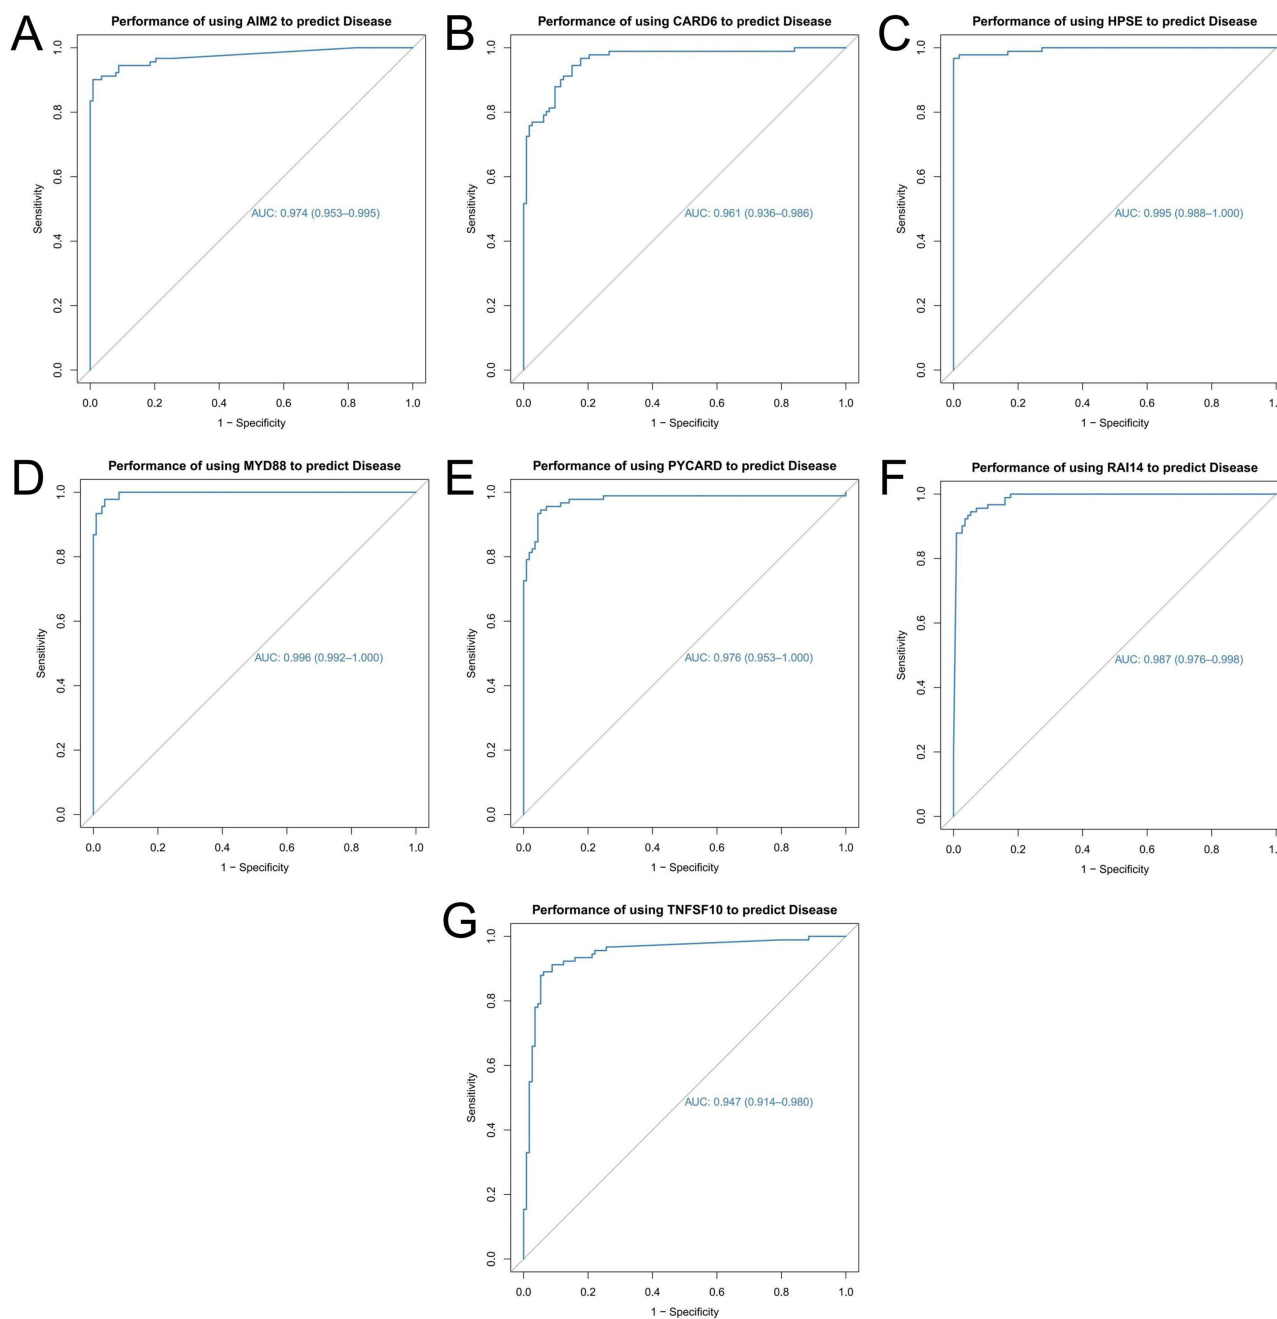 A
Performance of using AIM2 to predict Disease
1.0
0.8
0.6
0.4
0.2
0.0
Sensitivity
AUC: 0.974 (0.953–0.995)
0.0 0.2 0.4 0.6 0.8 1.0
1 − Specificity
B
Performance of using CARD6 to predict Disease
1.0
0.8
0.6
0.4
0.2
0.0
Sensitivity
AUC: 0.961 (0.936–0.986)
0.0 0.2 0.4 0.6 0.8 1.0
1 − Specificity
C
Performance of using HPSE to predict Disease
1.0
0.8
0.6
0.4
0.2
0.0
Sensitivity
AUC: 0.995 (0.988–1.000)
0.0 0.2 0.4 0.6 0.8 1.
1 − Specificity
D
Performance of using MYD88 to predict Disease
1.0
0.8
0.6
0.4
0.2
0.0
Sensitivity
AUC: 0.996 (0.992–1.000)
0.0 0.2 0.4 0.6 0.8 1.0
1 − Specificity
E
Performance of using PYCARD to predict Disease
1.0
0.8
0.6
0.4
0.2
0.0
Sensitivity
AUC: 0.976 (0.953–1.000)
0.0 0.2 0.4 0.6 0.8 1.0
1 − Specificity
F
Performance of using RAI14 to predict Disease
1.0
0.8
0.6
0.4
0.2
0.0
Sensitivity
AUC: 0.987 (0.976–0.998)
0.0 0.2 0.4 0.6 0.8 1.
1 − Specificity
G
Performance of using TNFSF10 to predict Disease
1.0
0.8
0.6
0.4
0.2
0.0
Sensitivity
AUC: 0.947 (0.914–0.980)
0.0 0.2 0.4 0.6 0.8 1.0
1 − Specificity